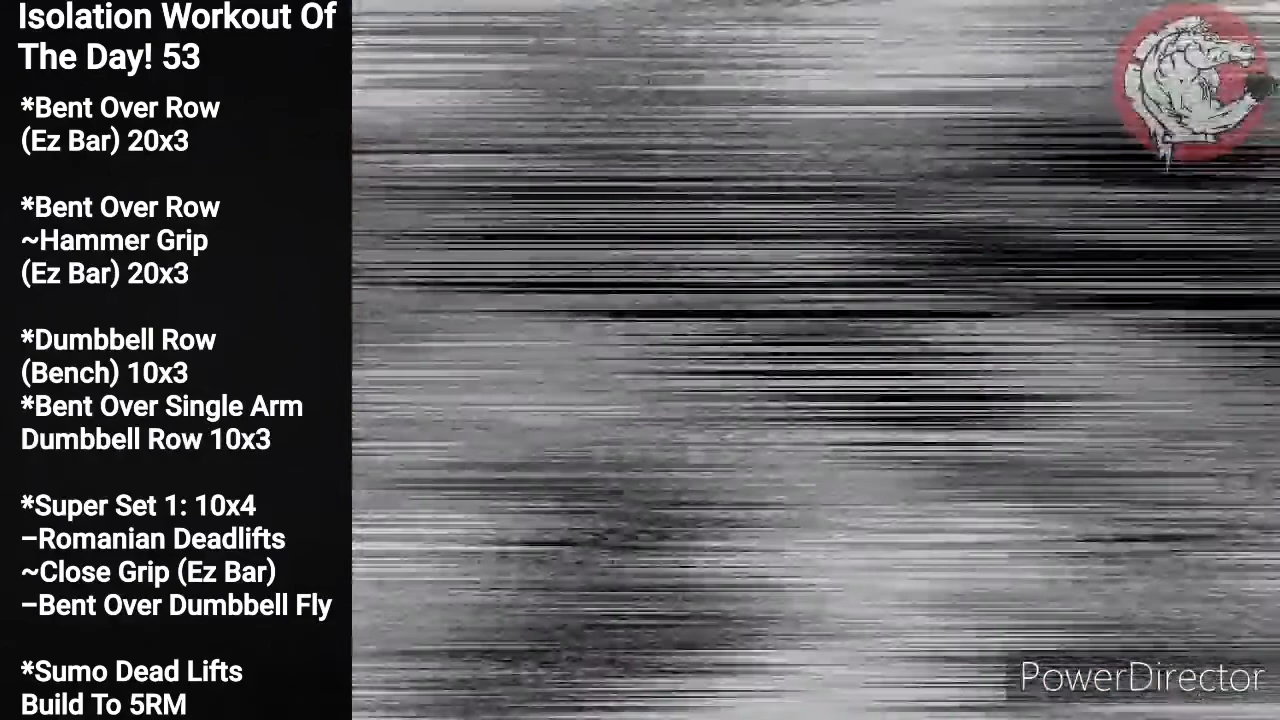 Isolation Workout Of
The Day! 53
*Bent Over Row
(Ez Bar) 20x3
*Bent Over Row
~Hammer Grip
(Ez Bar) 20x3
*Dumbbell Row
(Bench) 10x3
*Bent Over Single Arm
Dumbbell Row 10x3
*Super Set 1: 10x4
–Romanian Deadlifts
~Close Grip (Ez Bar)
–Bent Over Dumbbell Fly
*Sumo Dead Lifts
Build To 5RM
PowerDirector